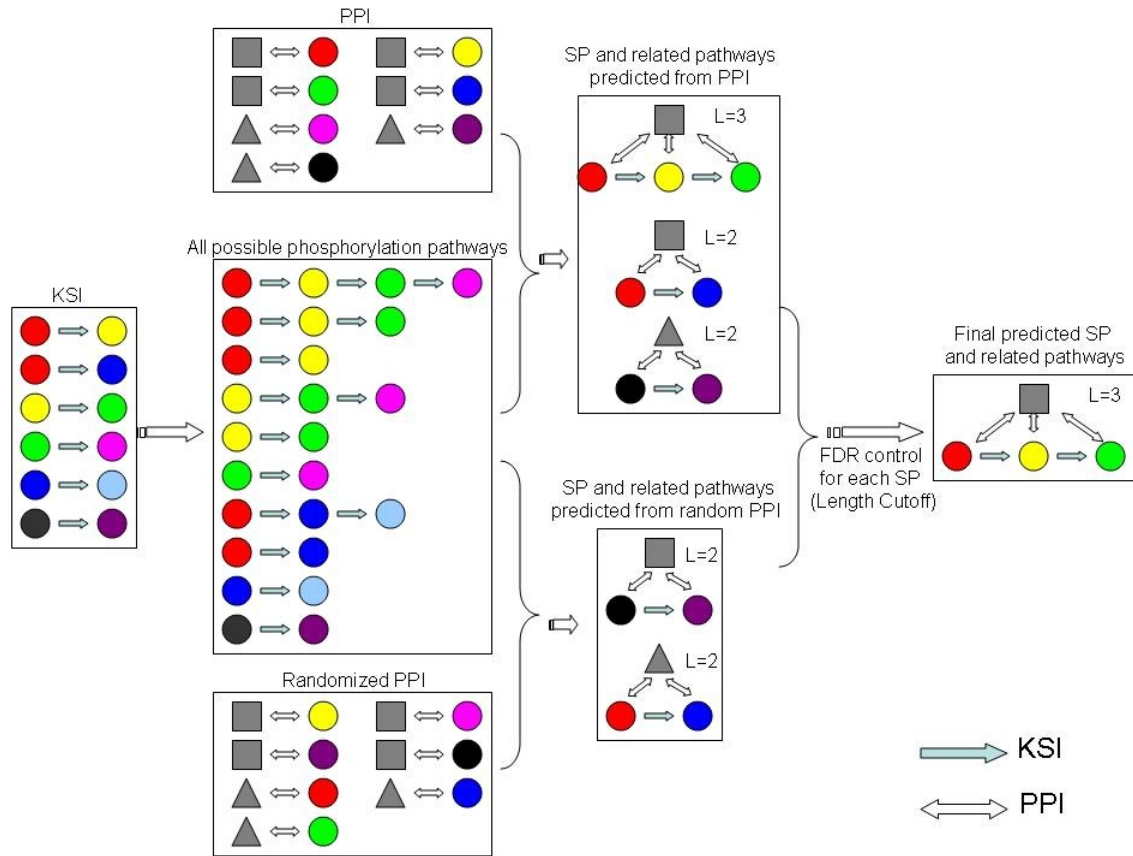 PPI
SP and related pathways
predicted from PPI
L=3
L=2
L=2
All possible phosphorylation pathways
KSI
Final predicted SP
and related pathways
L=3
FDR control
for each SP
(Length Cutoff)
SP and related pathways
predicted from random PPI
L=2
L=2
Randomized PPI
KSI
PPI